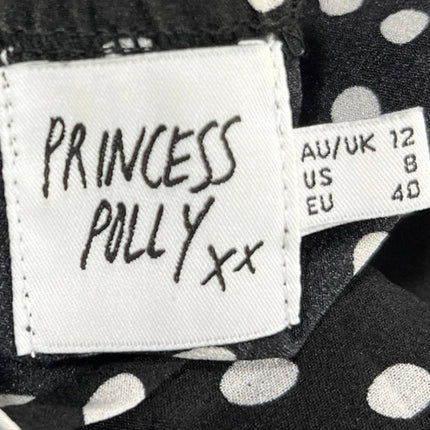 PRINCESS
POLLY
xx
AU/UK 12
US 8
EU 40